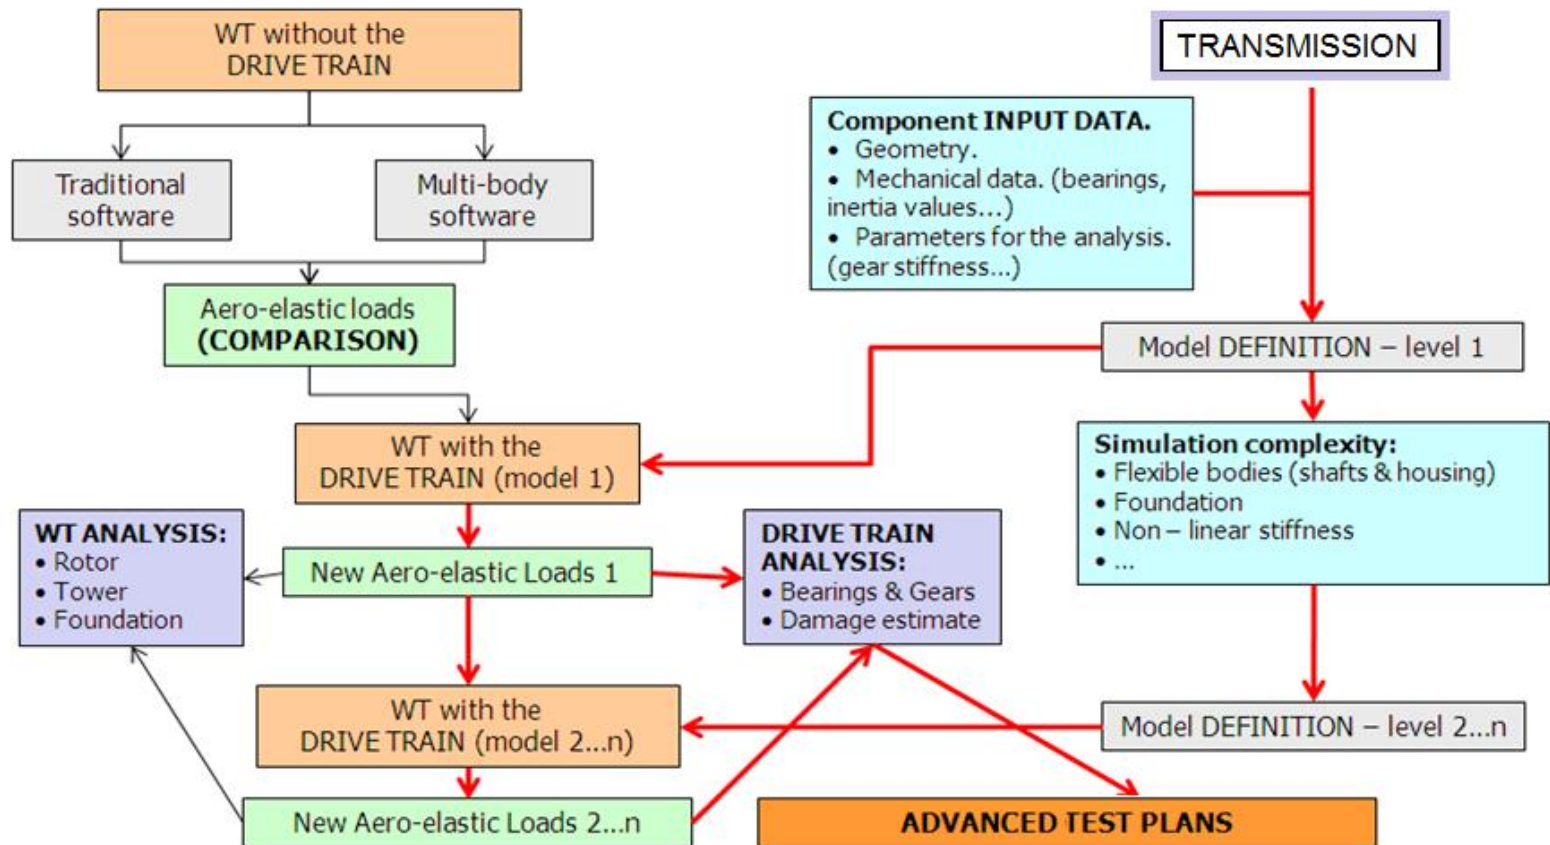 WT without the
DRIVE TRAIN
TRANSMISSION
Component INPUT DATA.
• Geometry.
• Mechanical data. (bearings,
inertia values...)
• Parameters for the analysis.
(gear stiffness...)
Traditional
software
Multi-body
software
Aero-elastic loads
(COMPARISON)
Model DEFINITION – level 1
WT with the
DRIVE TRAIN (model 1)
Simulation complexity:
• Flexible bodies (shafts & housing)
• Foundation
• Non – linear stiffness
• ...
WT ANALYSIS:
• Rotor
• Tower
• Foundation
New Aero-elastic Loads 1
DRIVE TRAIN
ANALYSIS:
• Bearings & Gears
• Damage estimate
WT with the
DRIVE TRAIN (model 2...n)
Model DEFINITION – level 2...n
New Aero-elastic Loads 2...n
ADVANCED TEST PLANS